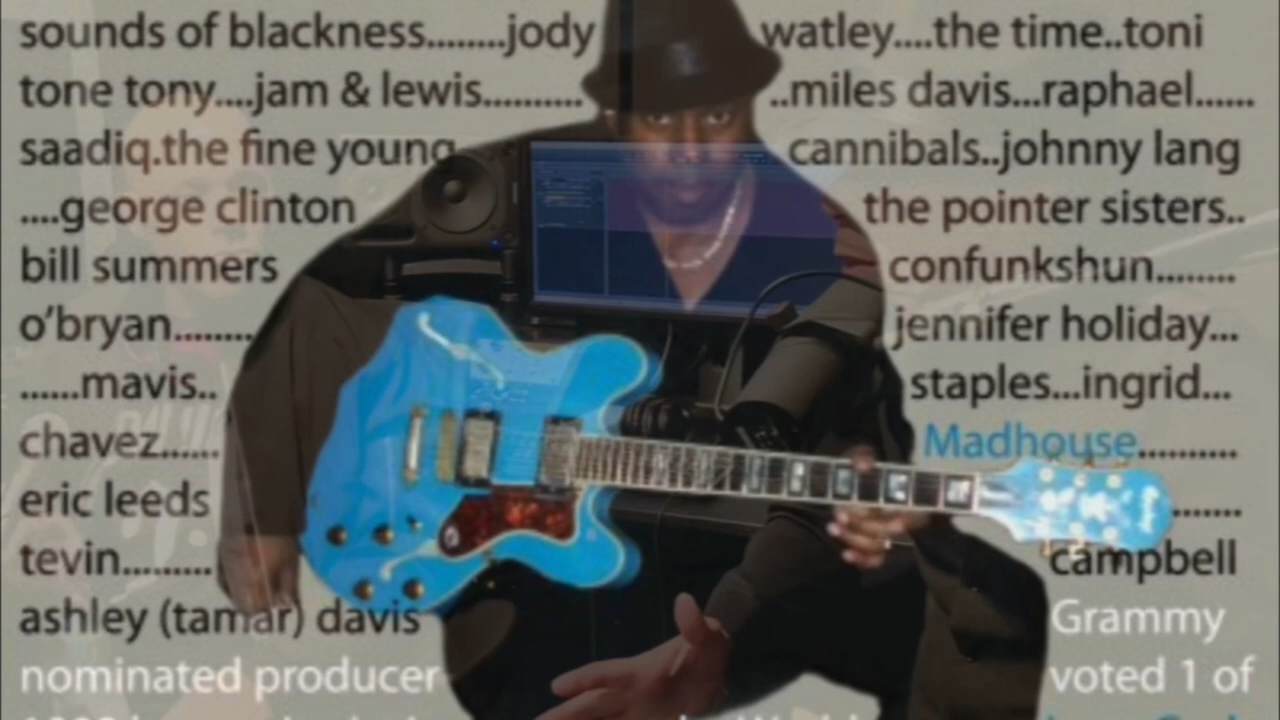 sounds of blackness........jody watley....the time..toni
tone tony....jam & lewis.......... ..miles davis...raphael......
saadiq.the fine young cannibals..johnny lang
....george clinton the pointer sisters..
bill summers confunkshun........
o'bryan........ jennifer holiday...
......mavis.. staples...ingrid...
chavez...... Madhouse..........
eric leeds .......
tevin......... campbell
ashley (tamar) davis Grammy
nominated producer voted 1 of